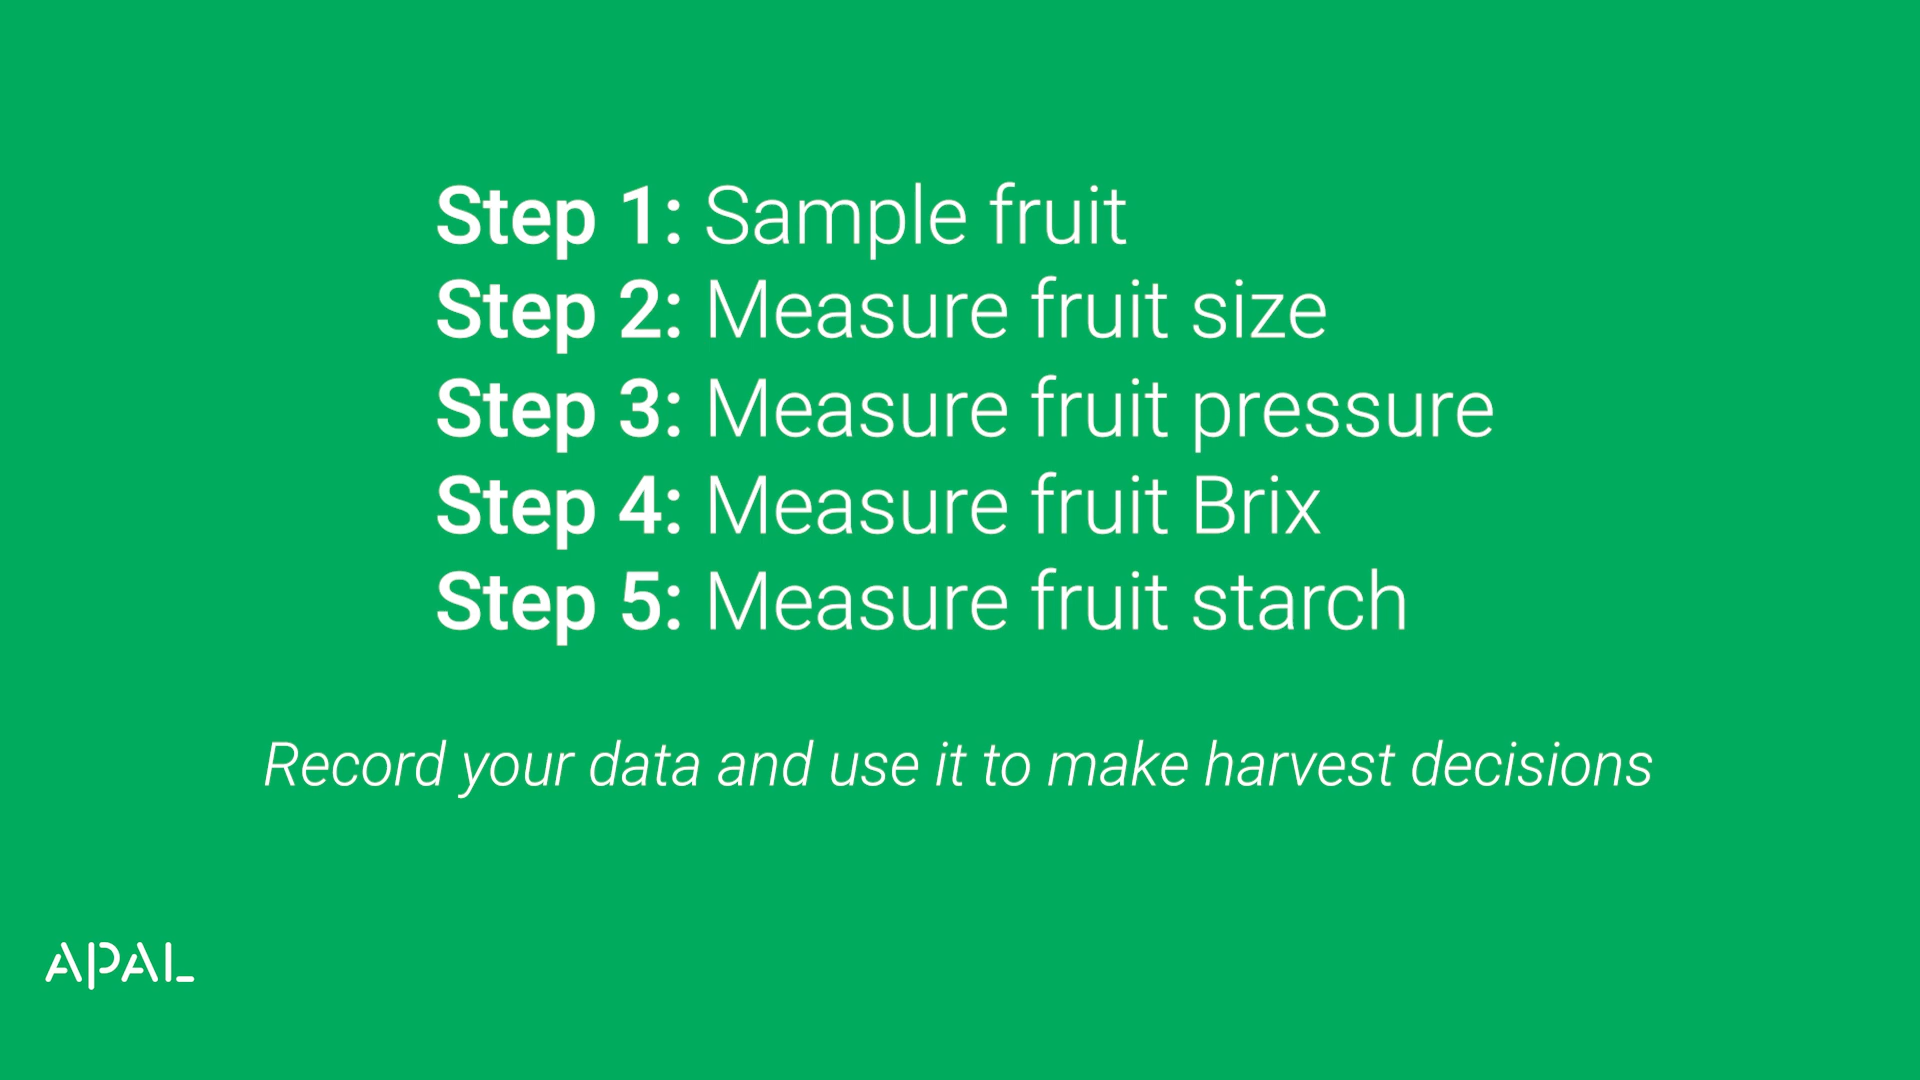 Step 1: Sample fruit
Step 2: Measure fruit size
Step 3: Measure fruit pressure
Step 4: Measure fruit Brix
Step 5: Measure fruit starch
Record your data and use it to make harvest decisions
APAL